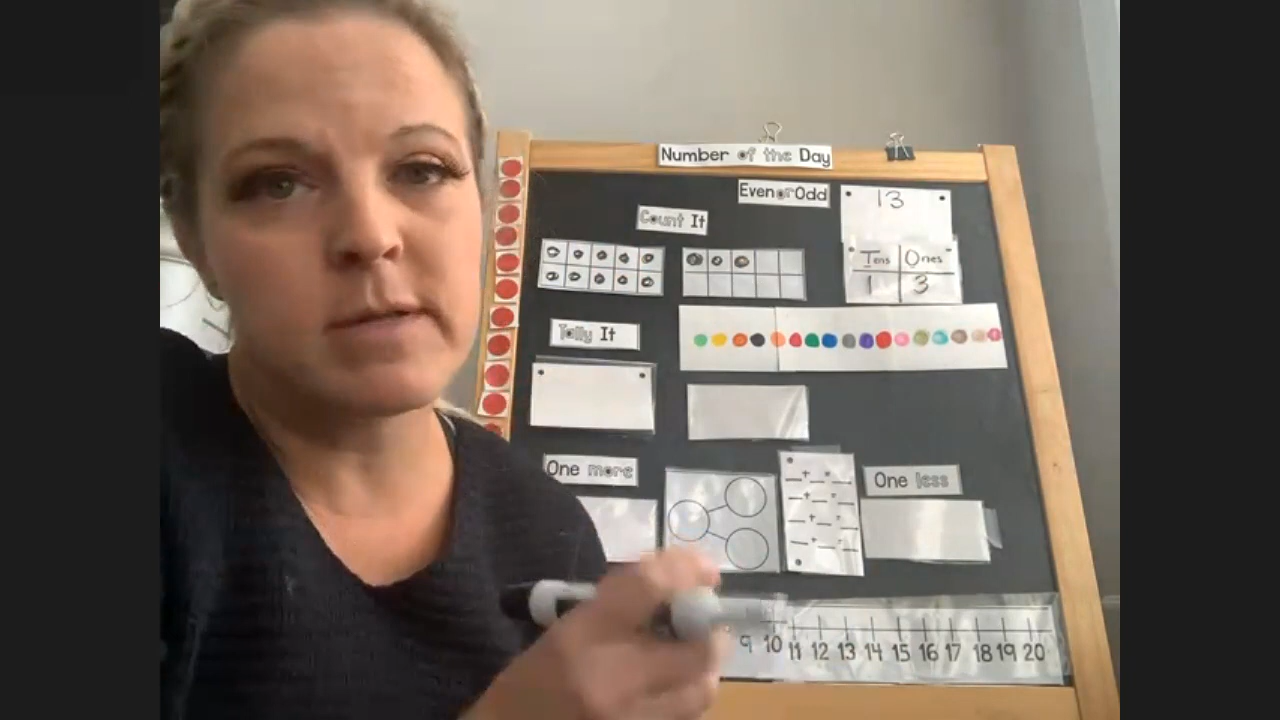 Number of the Day
Even or Odd
Count It
13
Tens Ones
1 3
Tally It
One more
One less
_ + _ = _
_ + _ = _
_ + _ = _
_ + _ = _
9 10 11 12 13 14 15 16 17 18 19 20